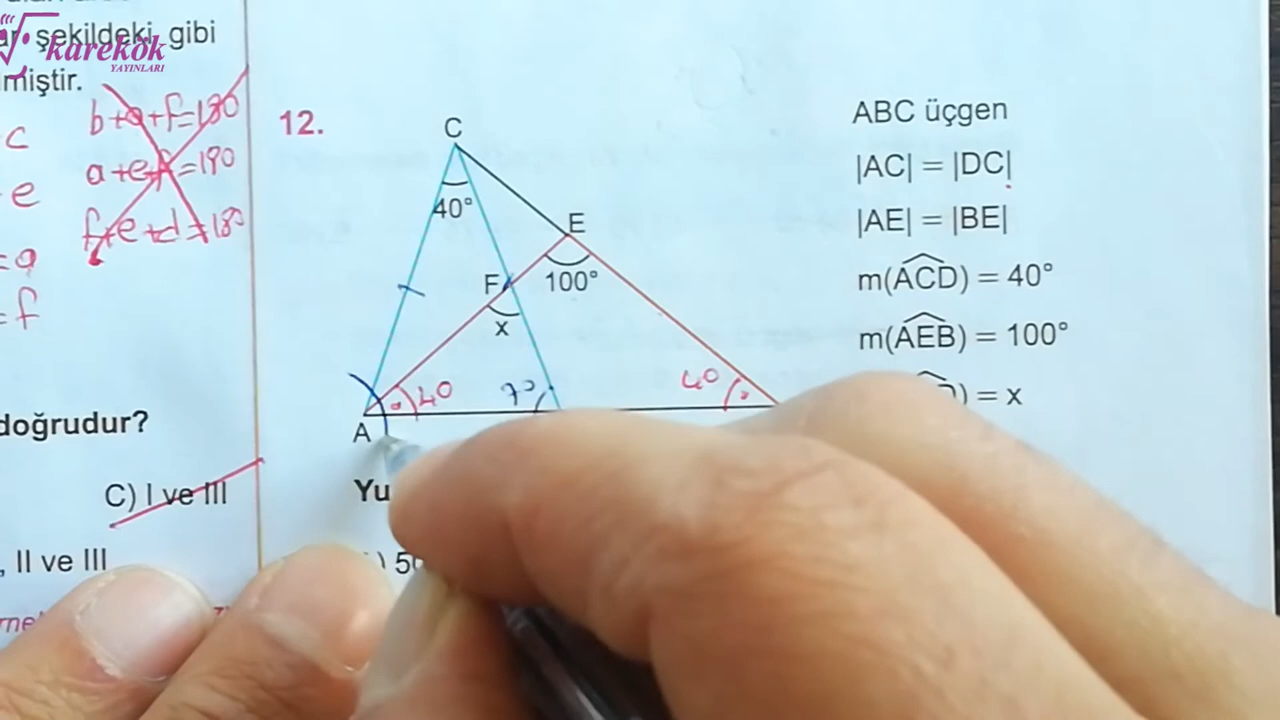 şekildeki gibi
karekök
YAYINLARI
miştir.
b+a+f=180
c
a+e+f=190
e
f+e+d=180
=a
=f
doğrudur?
C) I ve III
, II ve III
12.
C
40°
E
F
100°
x
40
70
40
A
Yu
) 50
ABC üçgen
|AC| = |DC|
|AE| = |BE|
m(ACD) = 40°
m(AEB) = 100°
) = x